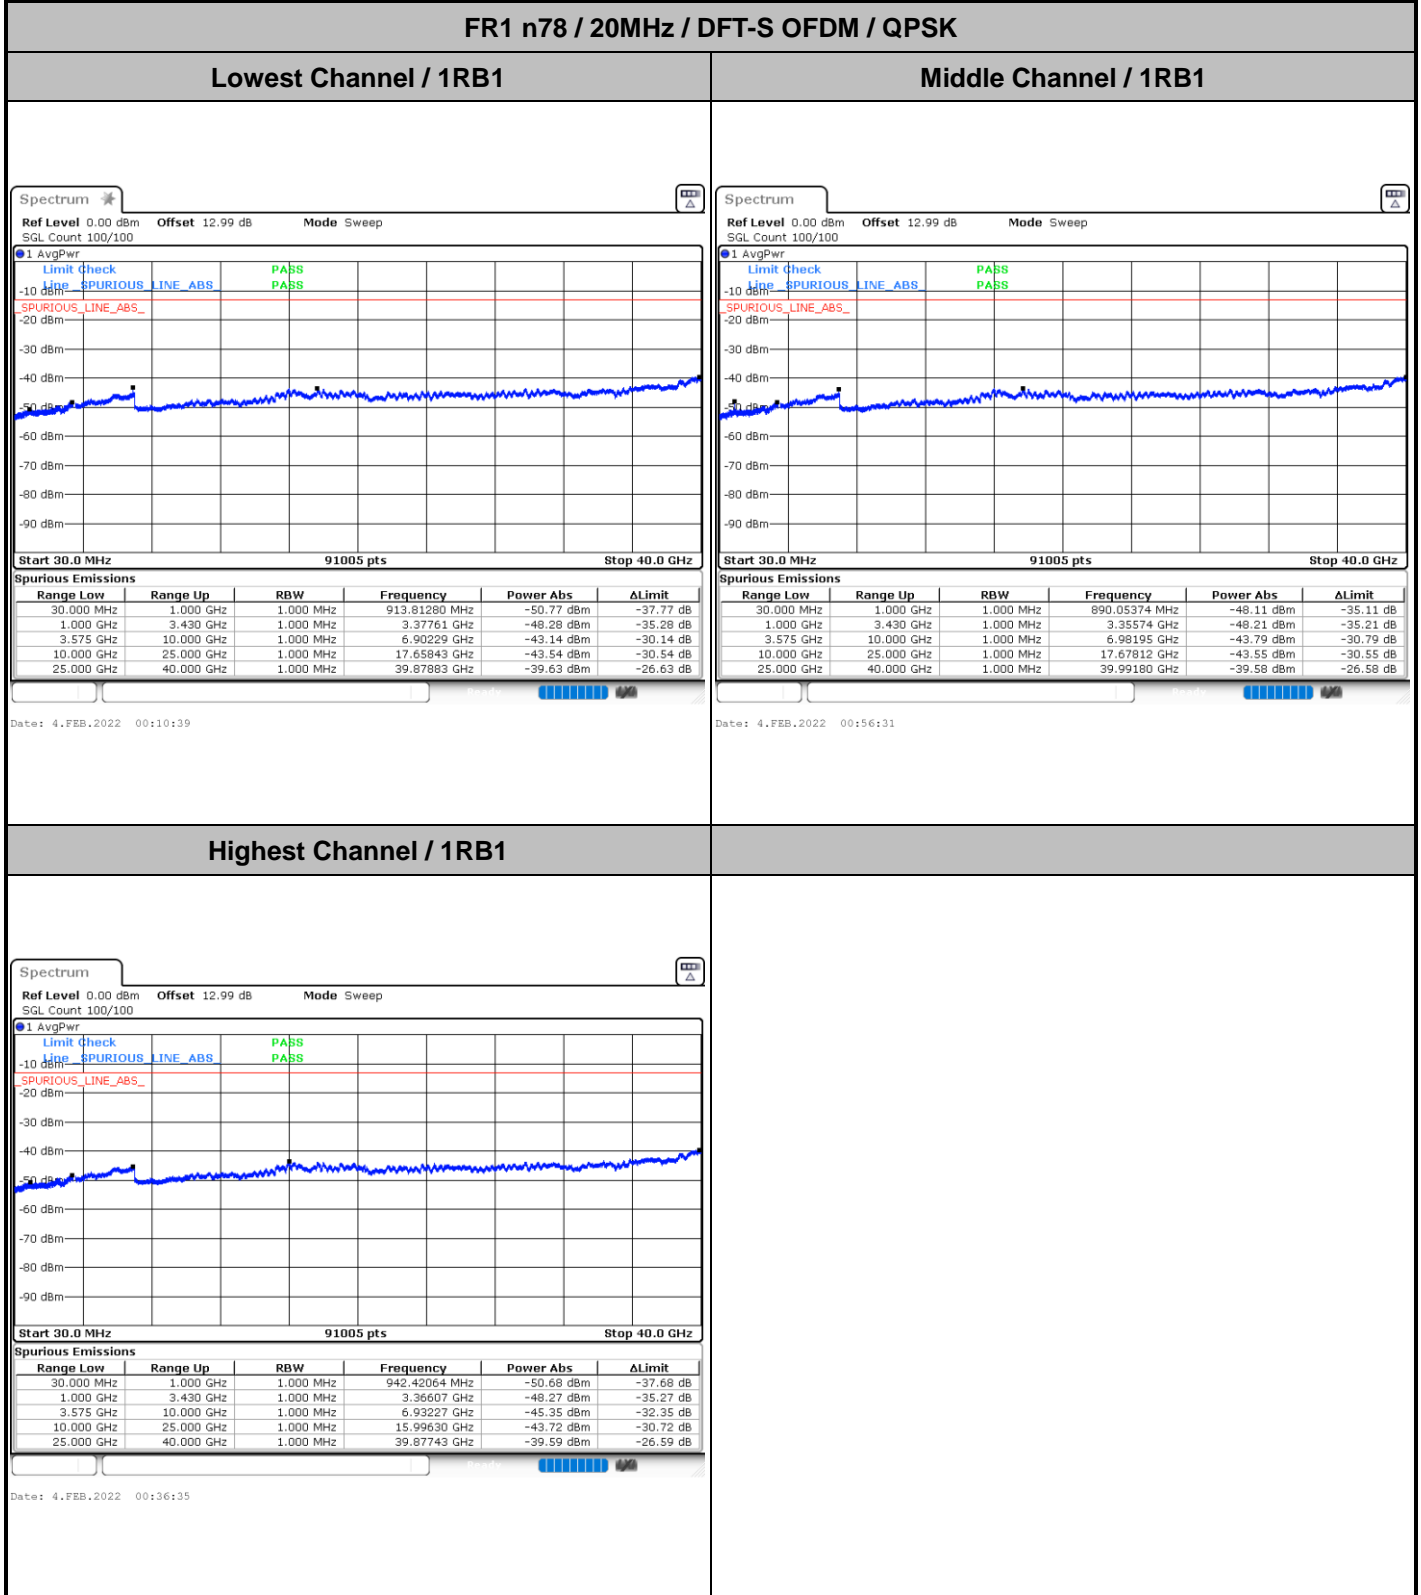 FR1 n78 / 20MHz / DFT-S OFDM / QPSK
Lowest Channel / 1RB1
Middle Channel / 1RB1
Spectrum
Ref Level 0.00 dBm Offset 12.99 dB Mode Sweep
SGL Count 100/100
1 AvgPwr
Limit Check PASS
Line _SPURIOUS_LINE_ABS_ PASS
-10 dBm
_SPURIOUS_LINE_ABS_
-20 dBm
-30 dBm
-40 dBm
-50 dBm
-60 dBm
-70 dBm
-80 dBm
-90 dBm
Start 30.0 MHz 91005 pts Stop 40.0 GHz
Spurious Emissions
Range Low Range Up RBW Frequency Power Abs ΔLimit
30.000 MHz 1.000 GHz 1.000 MHz 913.81280 MHz -50.77 dBm -37.77 dB
1.000 GHz 3.430 GHz 1.000 MHz 3.37761 GHz -48.28 dBm -35.28 dB
3.575 GHz 10.000 GHz 1.000 MHz 6.90229 GHz -43.14 dBm -30.14 dB
10.000 GHz 25.000 GHz 1.000 MHz 17.65843 GHz -43.54 dBm -30.54 dB
25.000 GHz 40.000 GHz 1.000 MHz 39.87883 GHz -39.63 dBm -26.63 dB
Ready
Date: 4.FEB.2022 00:10:39
Spectrum
Ref Level 0.00 dBm Offset 12.99 dB Mode Sweep
SGL Count 100/100
1 AvgPwr
Limit Check PASS
Line _SPURIOUS_LINE_ABS_ PASS
-10 dBm
_SPURIOUS_LINE_ABS_
-20 dBm
-30 dBm
-40 dBm
-50 dBm
-60 dBm
-70 dBm
-80 dBm
-90 dBm
Start 30.0 MHz 91005 pts Stop 40.0 GHz
Spurious Emissions
Range Low Range Up RBW Frequency Power Abs ΔLimit
30.000 MHz 1.000 GHz 1.000 MHz 890.05374 MHz -48.11 dBm -35.11 dB
1.000 GHz 3.430 GHz 1.000 MHz 3.35574 GHz -48.21 dBm -35.21 dB
3.575 GHz 10.000 GHz 1.000 MHz 6.98195 GHz -43.79 dBm -30.79 dB
10.000 GHz 25.000 GHz 1.000 MHz 17.67812 GHz -43.55 dBm -30.55 dB
25.000 GHz 40.000 GHz 1.000 MHz 39.99180 GHz -39.58 dBm -26.58 dB
Ready
Date: 4.FEB.2022 00:56:31
Highest Channel / 1RB1
Spectrum
Ref Level 0.00 dBm Offset 12.99 dB Mode Sweep
SGL Count 100/100
1 AvgPwr
Limit Check PASS
Line _SPURIOUS_LINE_ABS_ PASS
-10 dBm
_SPURIOUS_LINE_ABS_
-20 dBm
-30 dBm
-40 dBm
-50 dBm
-60 dBm
-70 dBm
-80 dBm
-90 dBm
Start 30.0 MHz 91005 pts Stop 40.0 GHz
Spurious Emissions
Range Low Range Up RBW Frequency Power Abs ΔLimit
30.000 MHz 1.000 GHz 1.000 MHz 942.42064 MHz -50.68 dBm -37.68 dB
1.000 GHz 3.430 GHz 1.000 MHz 3.36607 GHz -48.27 dBm -35.27 dB
3.575 GHz 10.000 GHz 1.000 MHz 6.93227 GHz -45.35 dBm -32.35 dB
10.000 GHz 25.000 GHz 1.000 MHz 15.99630 GHz -43.72 dBm -30.72 dB
25.000 GHz 40.000 GHz 1.000 MHz 39.87743 GHz -39.59 dBm -26.59 dB
Ready
Date: 4.FEB.2022 00:36:35